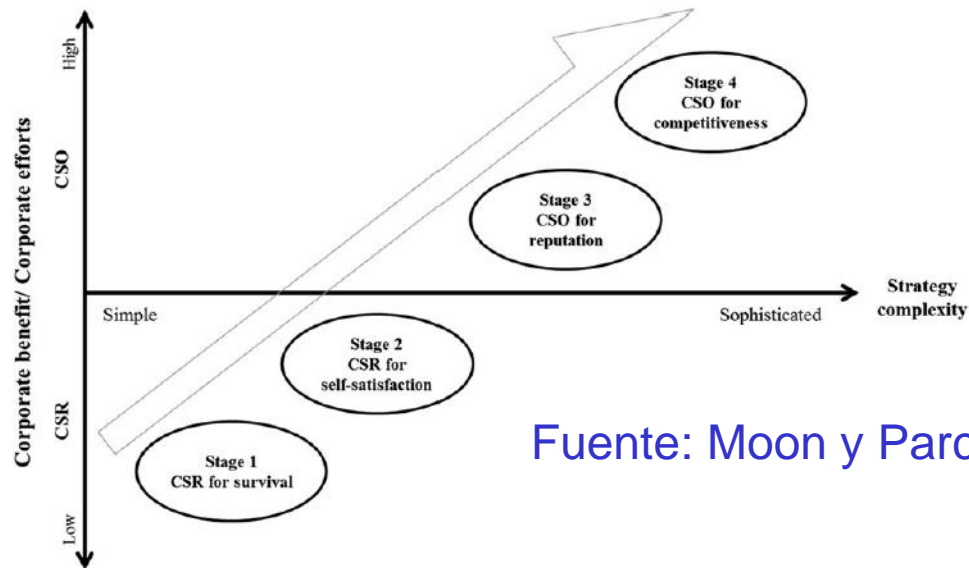 High
Stage 4
CSO for
competitiveness
Corporate benefit/ Corporate efforts
CSO
Stage 3
CSO for
reputation
Simple
Sophisticated
Strategy
complexity
Stage 2
CSR for
self-satisfaction
CSR
Fuente: Moon y Parc
Stage 1
CSR for survival
Low